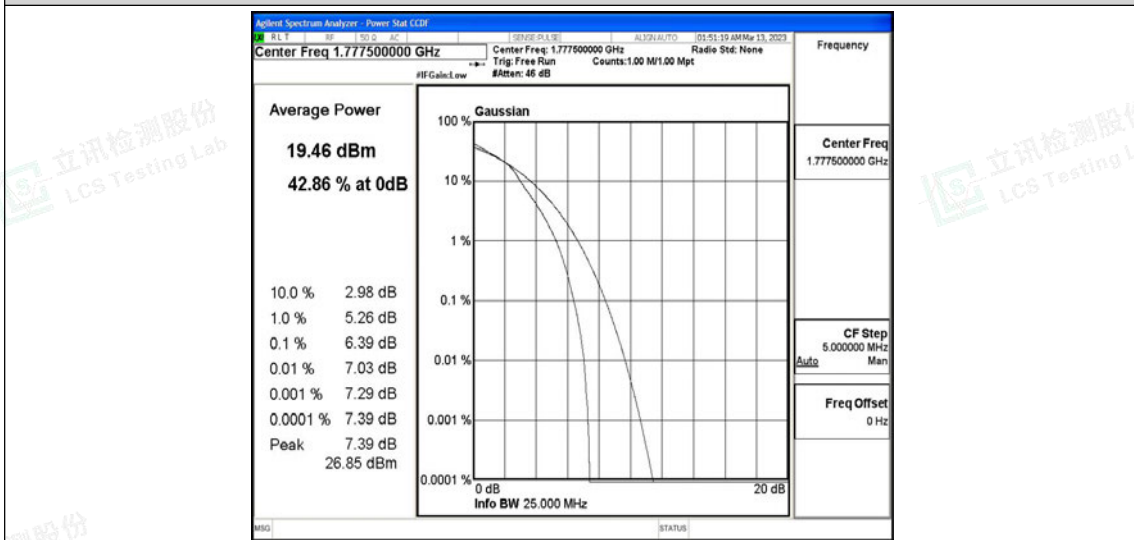 Agilent Spectrum Analyzer - Power Stat CCDF
RLT RF 50 Ω AC SENSE:PULSE ALIGNAUTO 01:51:19 AM Mar 13, 2023
Center Freq 1.777500000 GHz
Center Freq: 1.777500000 GHz Radio Std: None
Trig: Free Run Counts:1.00 M/1.00 Mpt
#IFGain:Low #Atten: 46 dB
Frequency
Average Power
19.46 dBm
42.86 % at 0dB
10.0 % 2.98 dB
1.0 % 5.26 dB
0.1 % 6.39 dB
0.01 % 7.03 dB
0.001 % 7.29 dB
0.0001 % 7.39 dB
Peak 7.39 dB
26.85 dBm
Gaussian
100 %
10 %
1 %
0.1 %
0.01 %
0.001 %
0.0001 %
0 dB 20 dB
Info BW 25.000 MHz
Center Freq
1.777500000 GHz
CF Step
5.000000 MHz
Auto Man
Freq Offset
0 Hz
MSG STATUS
立讯检测股份
LCS Testing Lab
立讯检测股份
LCS Testing L